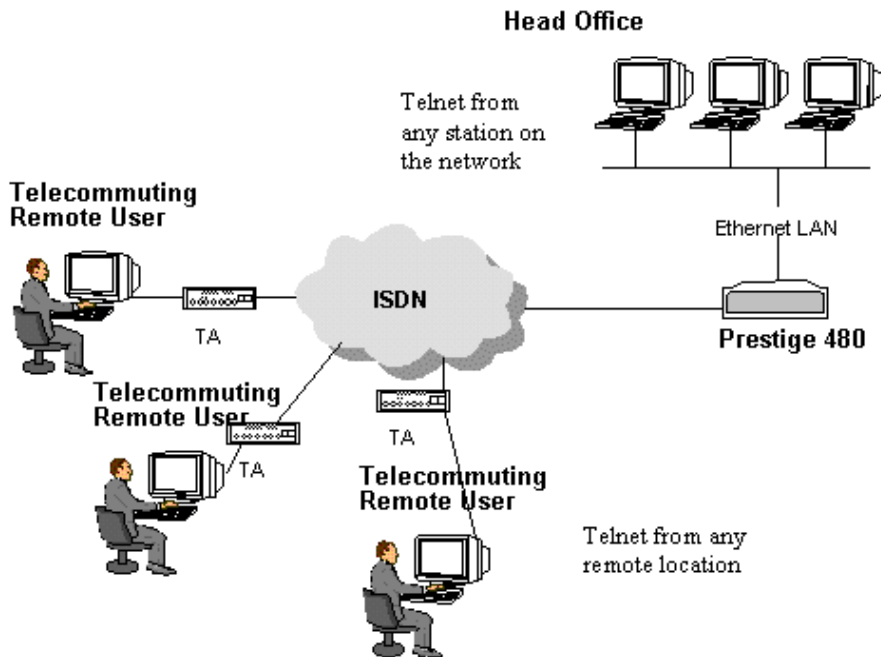 Head Office
Telnet from
any station on
the network
Telecommuting
Remote User
Ethernet LAN
ISDN
TA
Prestige 480
Telecommuting
Remote User
TA
TA
Telecommuting
Remote User
Telnet from any
remote location